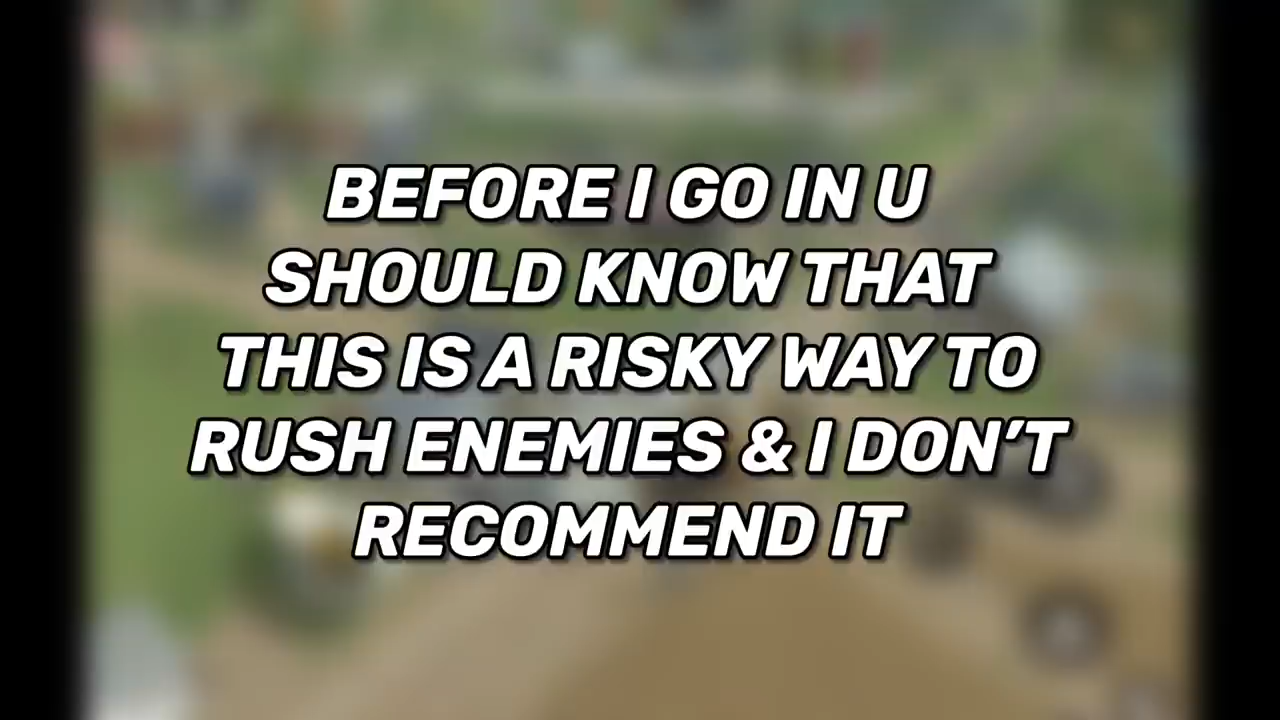 BEFORE I GO IN U
SHOULD KNOW THAT
THIS IS A RISKY WAY TO
RUSH ENEMIES & I DON'T
RECOMMEND IT